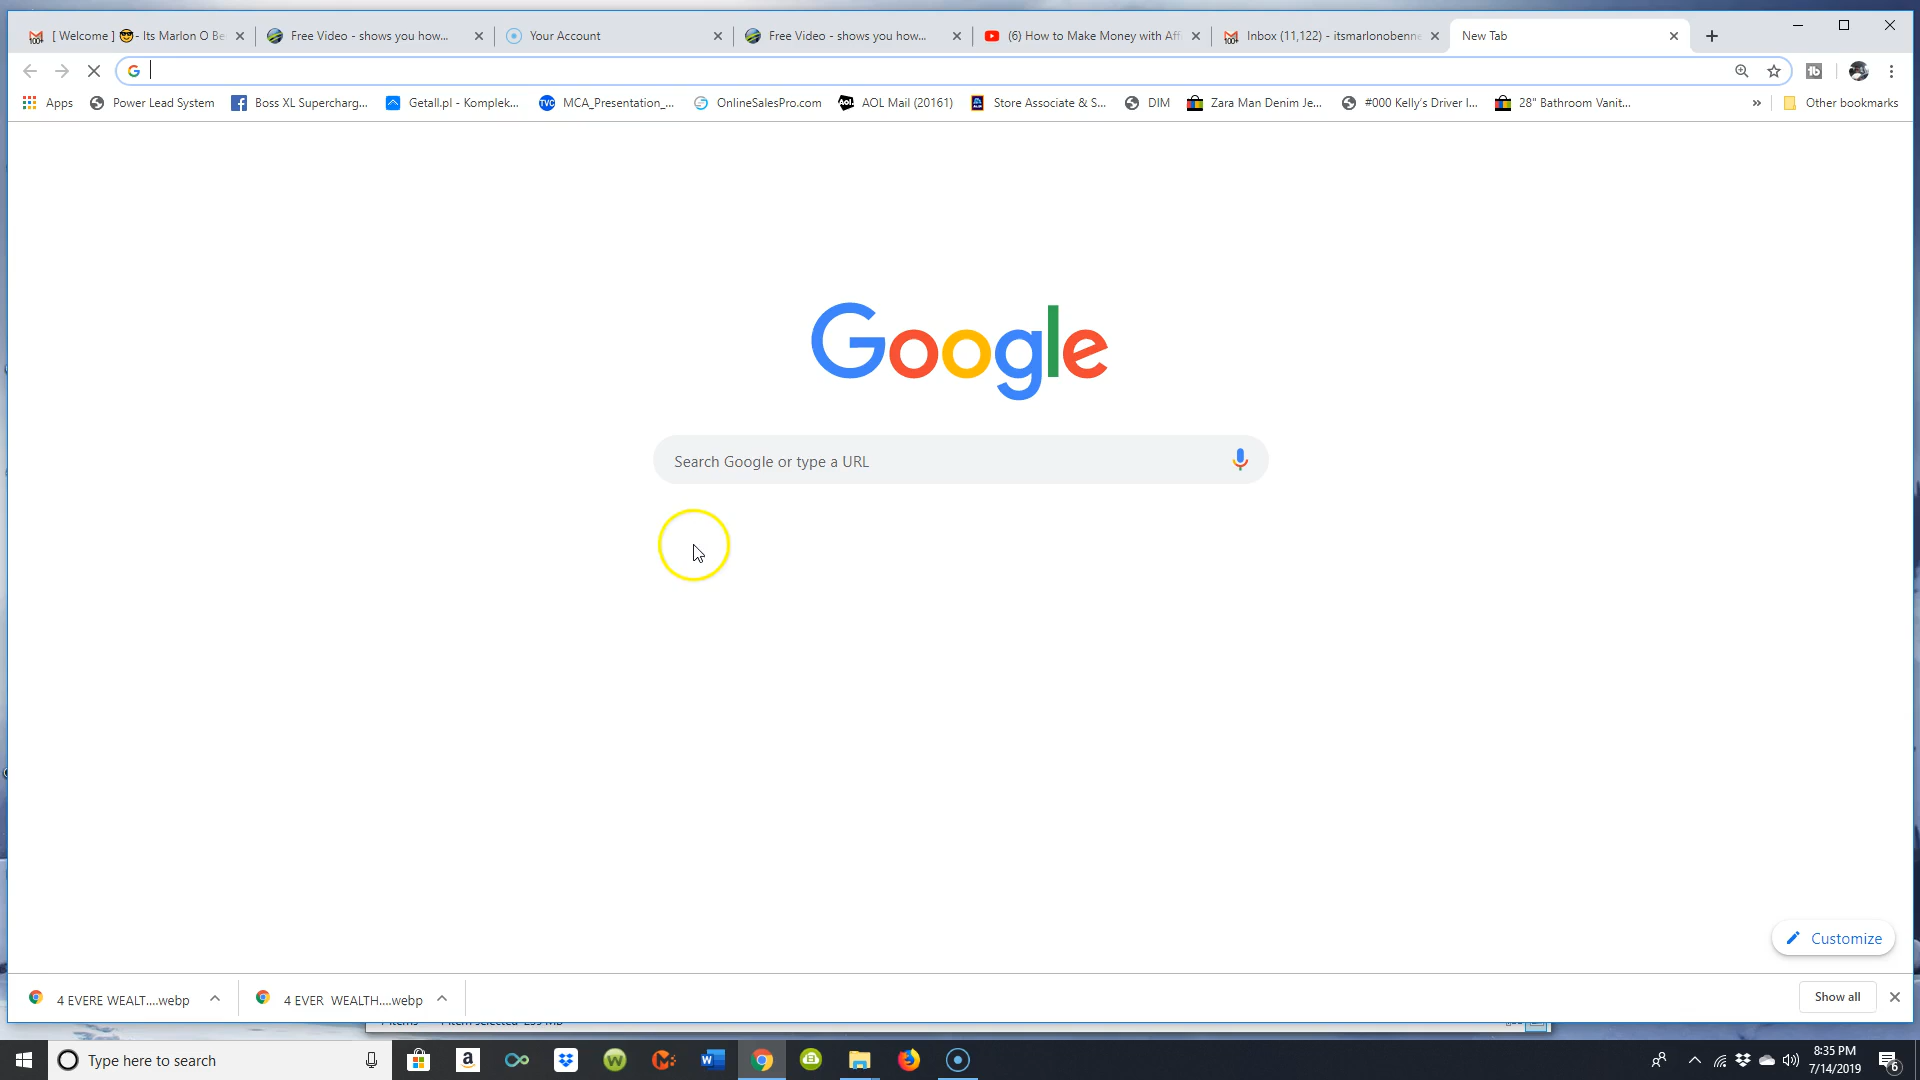 [ Welcome ] 😎- Its Marlon O Be
Free Video - shows you how...
Your Account
Free Video - shows you how...
(6) How to Make Money with Aff
Inbox (11,122) - itsmarlonobenne
New Tab
Apps
Power Lead System
Boss XL Supercharg...
Getall.pl - Komplek...
TVC
MCA_Presentation_...
OnlineSalesPro.com
Aol.
AOL Mail (20161)
Store Associate & S...
DIM
Zara Man Denim Je...
#000 Kelly's Driver I...
28" Bathroom Vanit...
»
Other bookmarks
Google
Search Google or type a URL
Customize
4 EVERE WEALT....webp
4 EVER WEALTH....webp
Show all
Type here to search
8:35 PM
7/14/2019
6